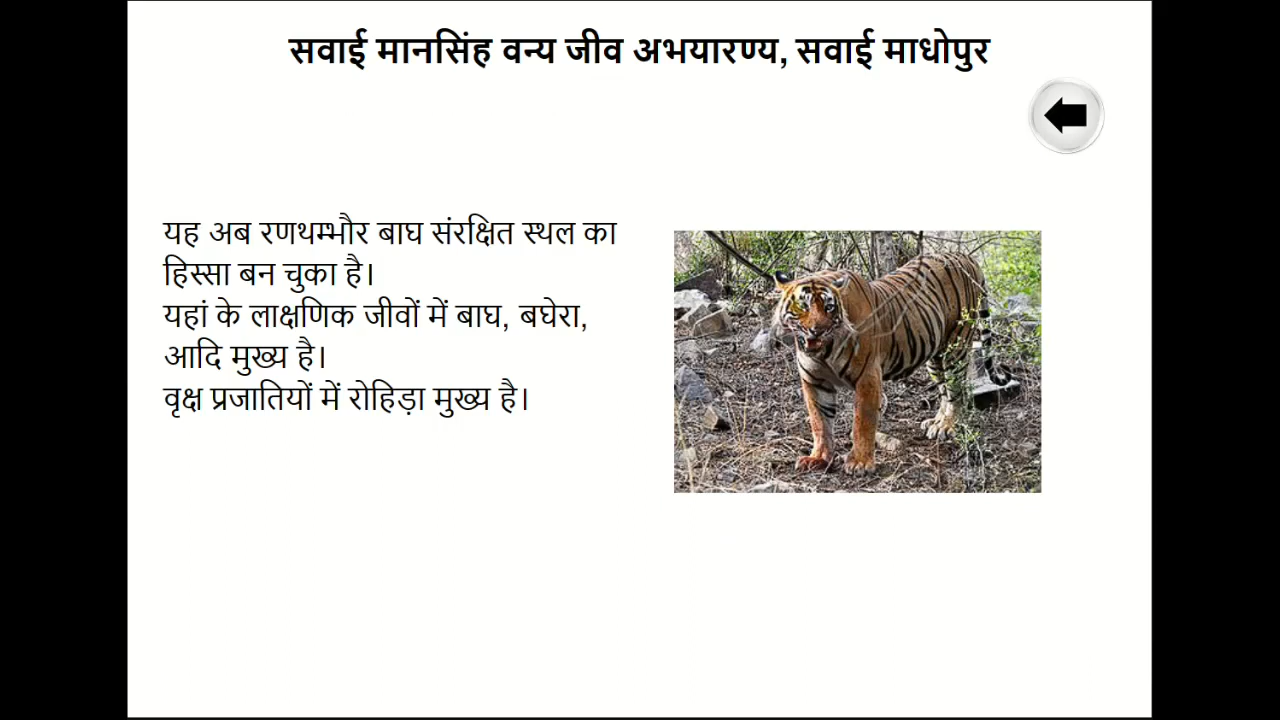 सवाई मानसिंह वन्य जीव अभयारण्य, सवाई माधोपुर
यह अब रणथम्भौर बाघ संरक्षित स्थल का
हिस्सा बन चुका है।
यहां के लाक्षणिक जीवों में बाघ, बघेरा,
आदि मुख्य है।
वृक्ष प्रजातियों में रोहिड़ा मुख्य है।